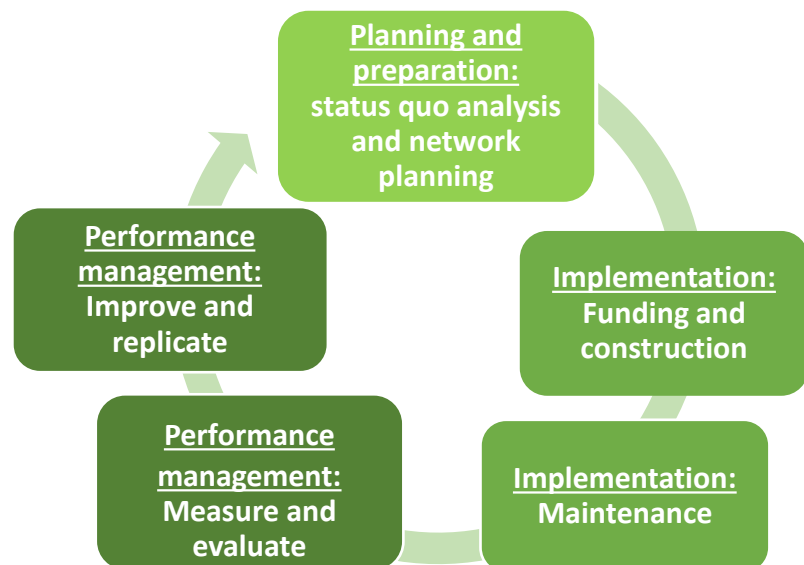 Planning and
preparation:
status quo analysis
and network
planning
Implementation:
Funding and
construction
Implementation:
Maintenance
Performance
management:
Measure and
evaluate
Performance
management:
Improve and
replicate